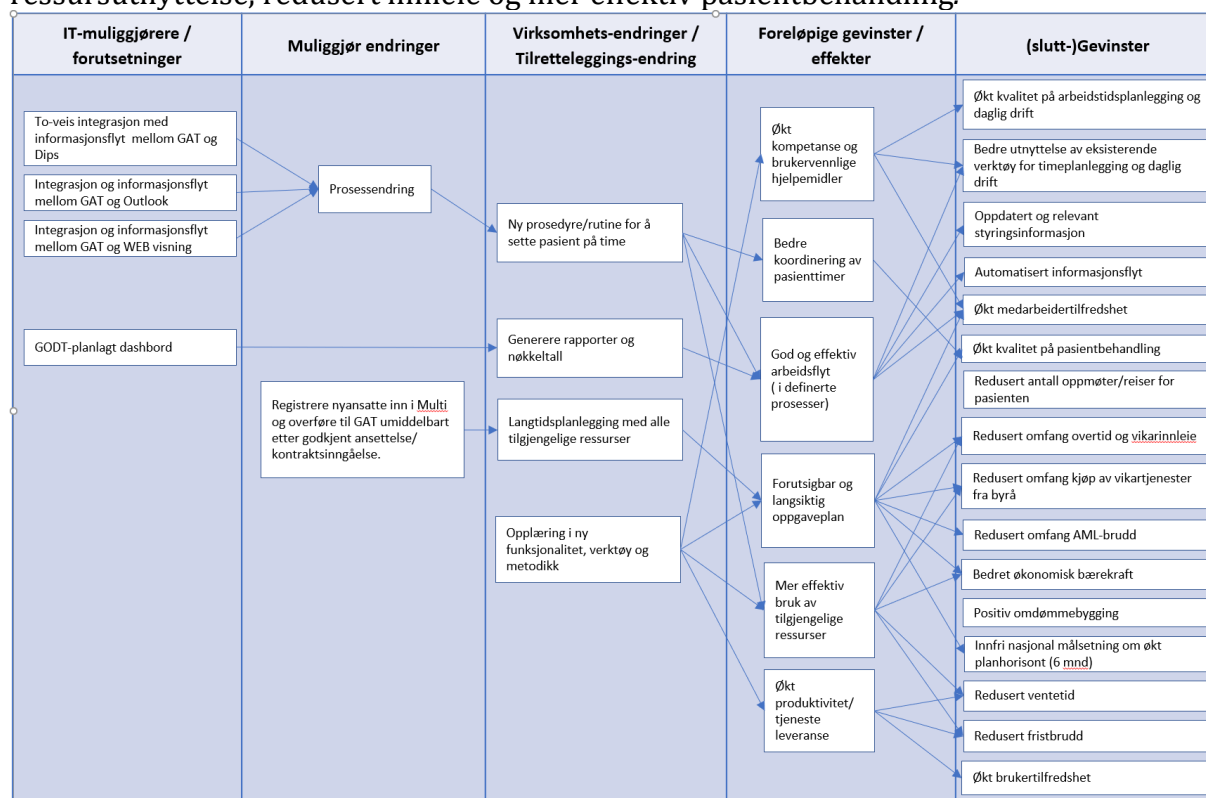 ressursutnyttelse, redusert innleie og mer effektiv pasientbehandling.
IT-muliggjørere /
forutsetninger
Muliggjør endringer
Virksomhets-endringer /
Tilretteleggings-endring
Foreløpige gevinster /
effekter
(slutt-)Gevinster
To-veis integrasjon med
informasjonsflyt mellom GAT og
Dips
Integrasjon og informasjonsflyt
mellom GAT og Outlook
Integrasjon og informasjonsflyt
mellom GAT og WEB visning
GODT-planlagt dashbord
Prosessendring
Registrere nyansatte inn i Multi
og overføre til GAT umiddelbart
etter godkjent ansettelse/
kontraktsinngåelse.
Ny prosedyre/rutine for å
sette pasient på time
Generere rapporter og
nøkkeltall
Langtidsplanlegging med alle
tilgjengelige ressurser
Opplæring i ny
funksjonalitet, verktøy og
metodikk
Økt
kompetanse og
brukervennlige
hjelpemidler
Bedre
koordinering av
pasienttimer
God og effektiv
arbeidsflyt
( i definerte
prosesser)
Forutsigbar og
langsiktig
oppgaveplan
Mer effektiv
bruk av
tilgjengelige
ressurser
Økt
produktivitet/
tjeneste
leveranse
Økt kvalitet på arbeidstidsplanlegging og
daglig drift
Bedre utnyttelse av eksisterende
verktøy for timeplanlegging og daglig
drift
Oppdatert og relevant
styringsinformasjon
Automatisert informasjonsflyt
Økt medarbeidertilfredshet
Økt kvalitet på pasientbehandling
Redusert antall oppmøter/reiser for
pasienten
Redusert omfang overtid og vikarinnleie
Redusert omfang kjøp av vikartjenester
fra byrå
Redusert omfang AML-brudd
Bedret økonomisk bærekraft
Positiv omdømmebygging
Innfri nasjonal målsetning om økt
planhorisont (6 mnd)
Redusert ventetid
Redusert fristbrudd
Økt brukertilfredshet